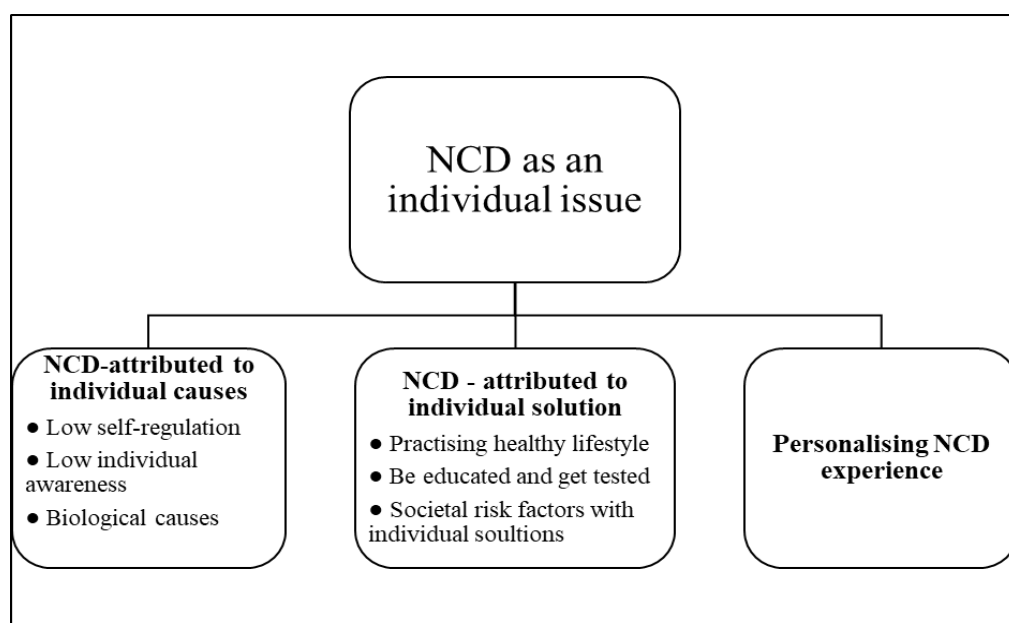 NCD as an
individual issue
NCD-attributed to
individual causes
● Low self-regulation
● Low individual
awareness
● Biological causes
NCD - attributed to
individual solution
● Practising healthy lifestyle
● Be educated and get tested
● Societal risk factors with
individual soultions
Personalising NCD
experience